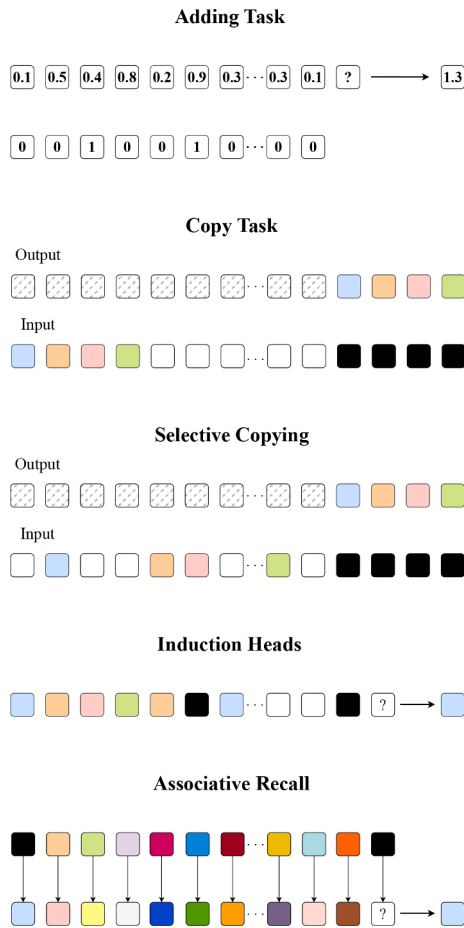 Adding Task
0.1 0.5 0.4 0.8 0.2 0.9 0.3 ··· 0.3 0.1 ? 1.3
0 0 1 0 0 1 0 ··· 0 0
Copy Task
Output
···
Input
···
Selective Copying
Output
···
Input
···
Induction Heads
··· ?
Associative Recall
···
··· ?